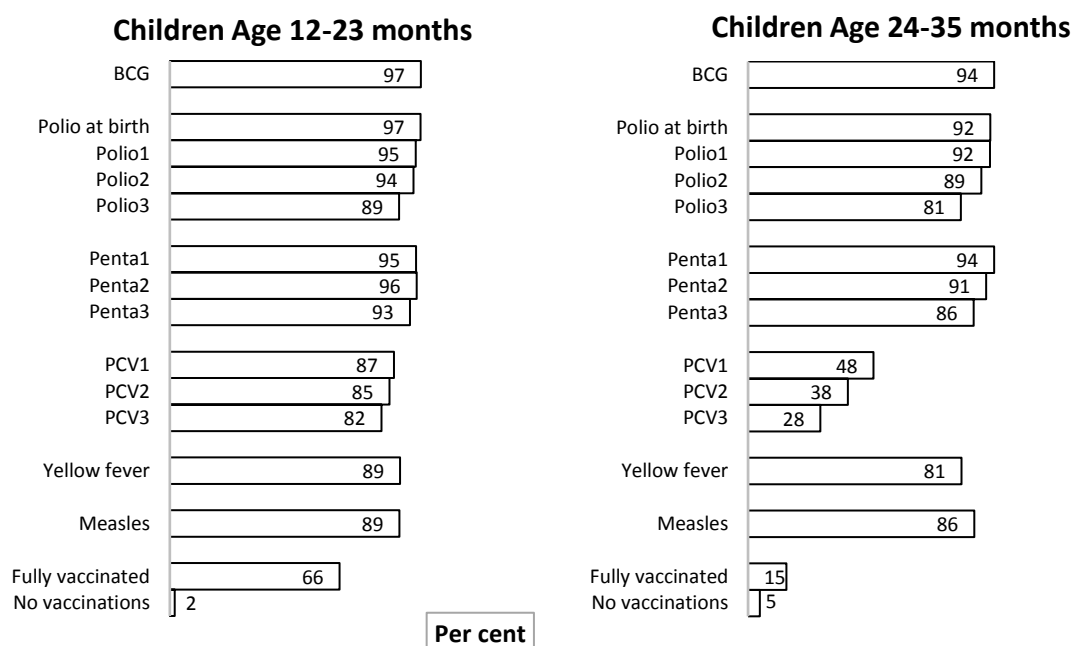 Children Age 12-23 months
BCG 97
Polio at birth 97
Polio1 95
Polio2 94
Polio3 89
Penta1 95
Penta2 96
Penta3 93
PCV1 87
PCV2 85
PCV3 82
Yellow fever 89
Measles 89
Fully vaccinated 66
No vaccinations 2
Children Age 24-35 months
BCG 94
Polio at birth 92
Polio1 92
Polio2 89
Polio3 81
Penta1 94
Penta2 91
Penta3 86
PCV1 48
PCV2 38
PCV3 28
Yellow fever 81
Measles 86
Fully vaccinated 15
No vaccinations 5
Per cent